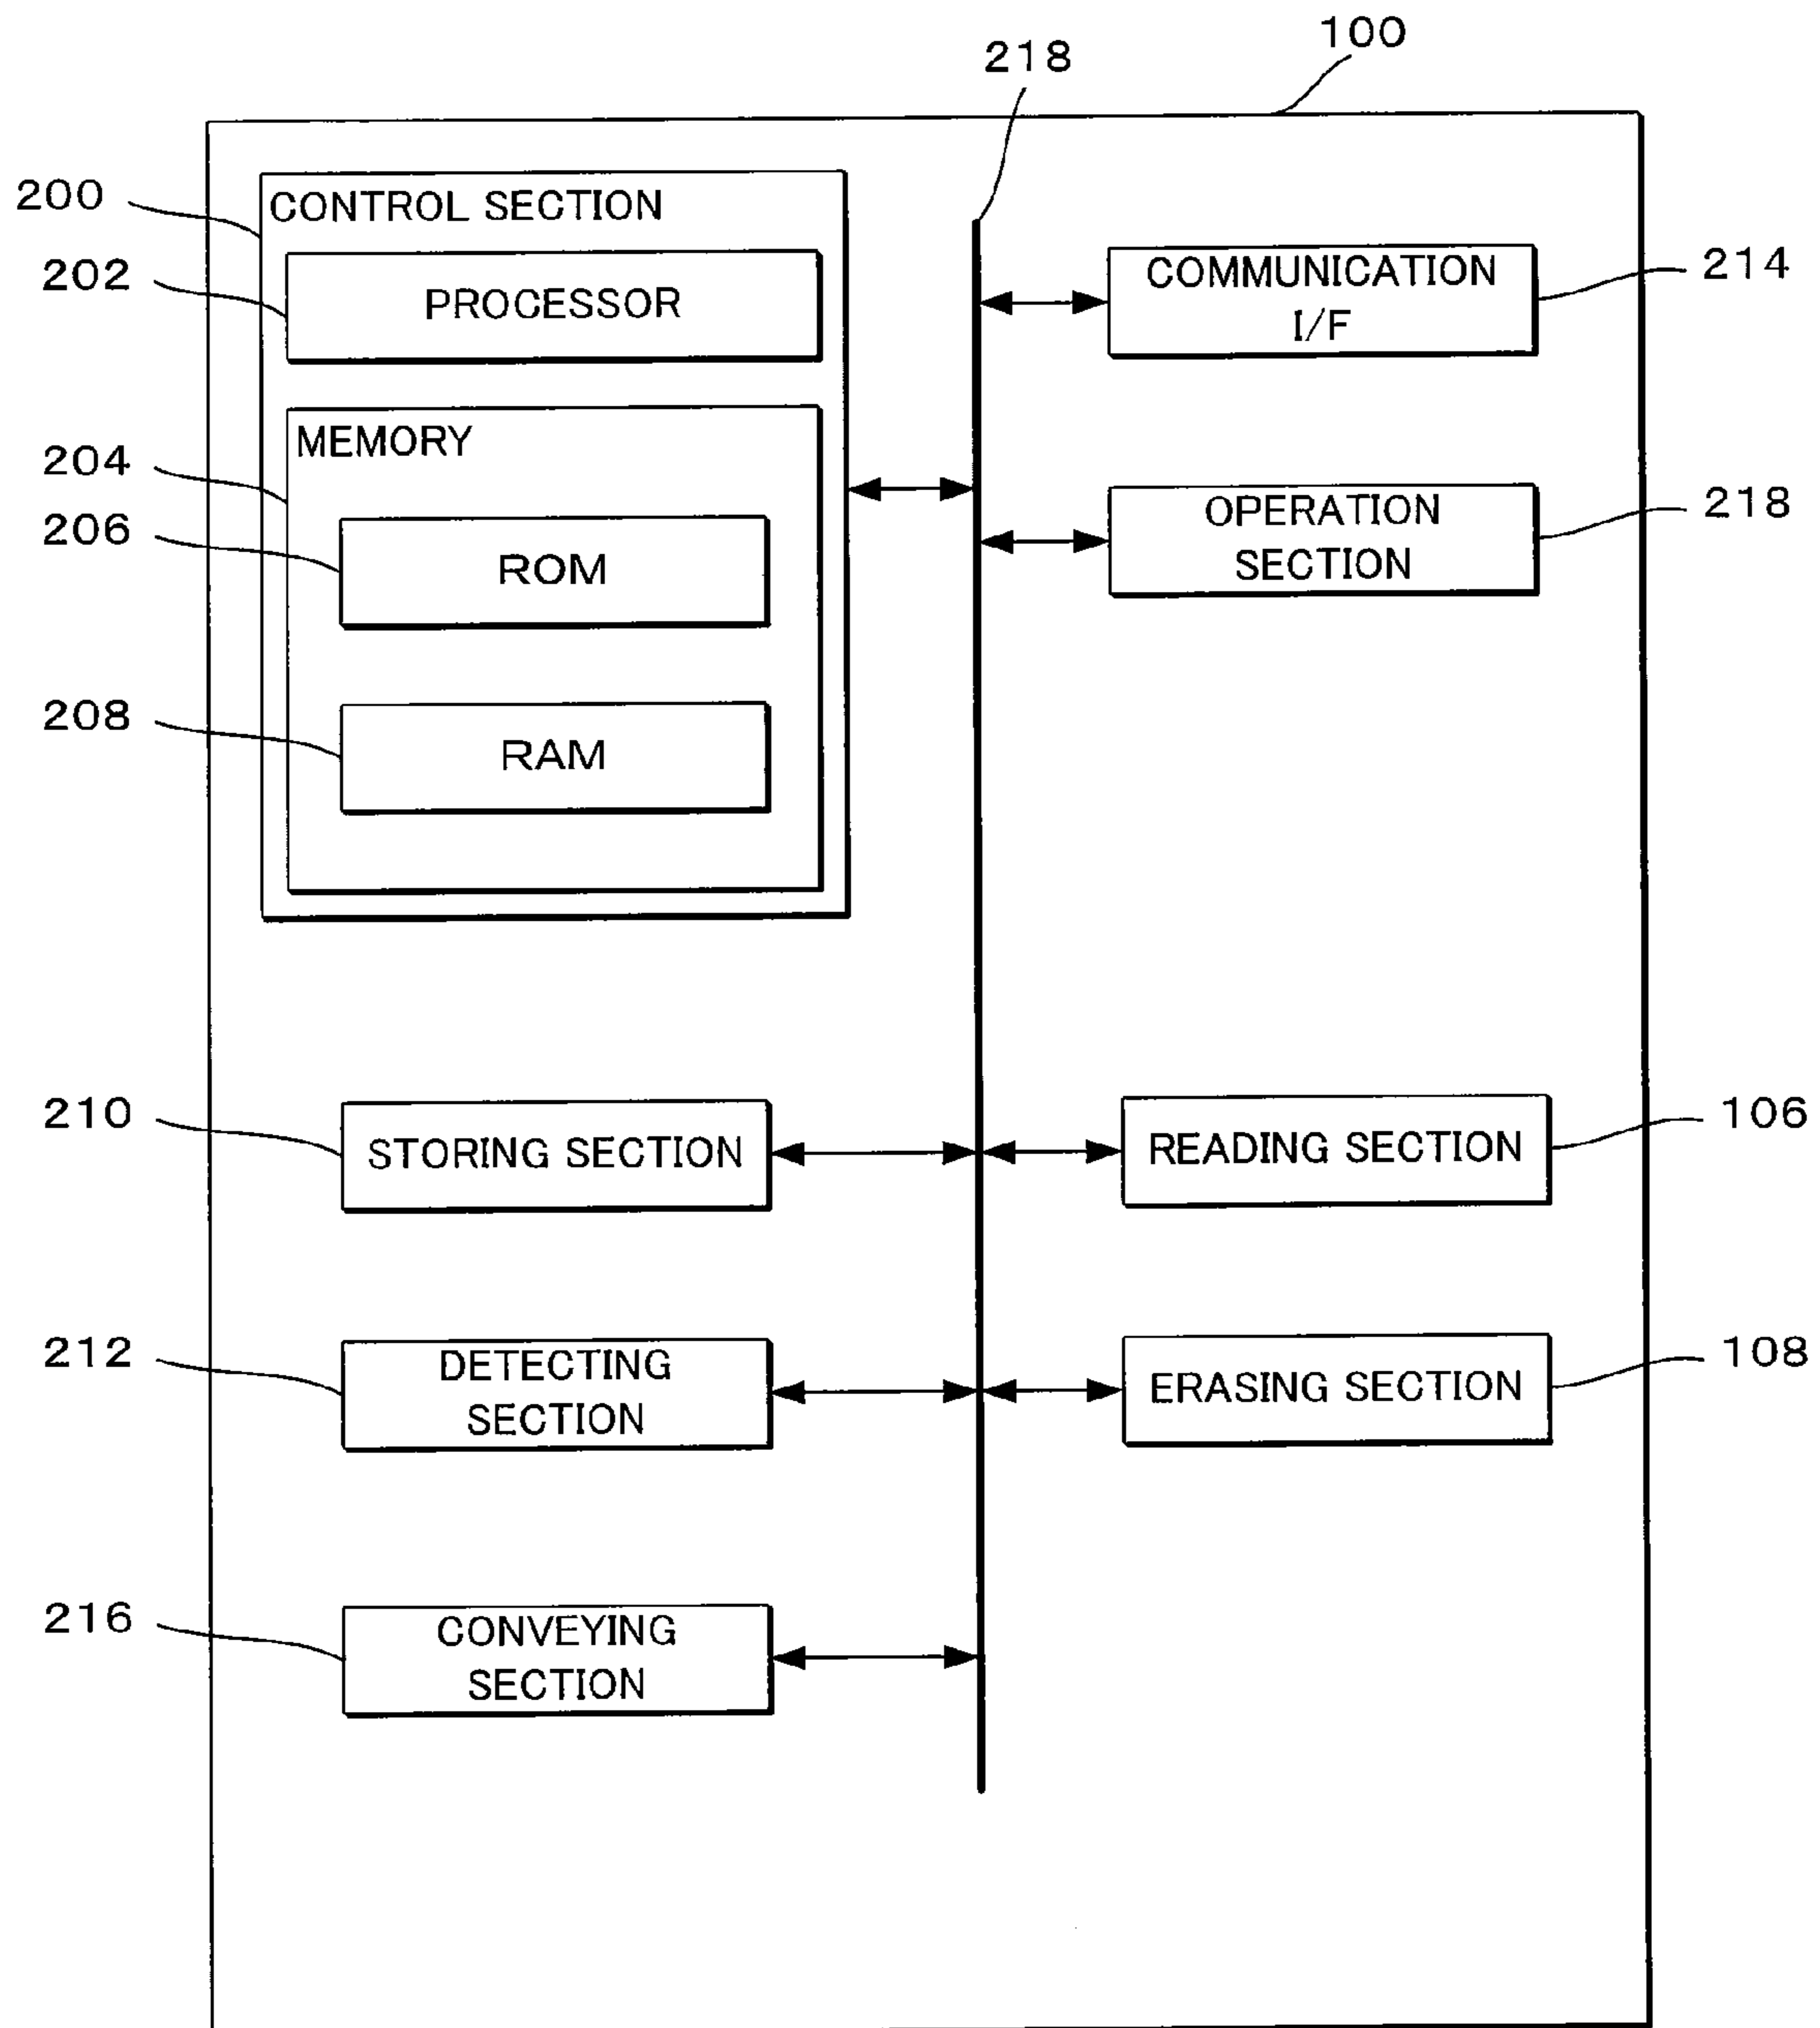 100
218
200
CONTROL SECTION
202
PROCESSOR
COMMUNICATION
I/F
214
204
MEMORY
206
ROM
OPERATION
SECTION
218
208
RAM
210
STORING SECTION
READING SECTION
106
212
DETECTING
SECTION
ERASING SECTION
108
216
CONVEYING
SECTION